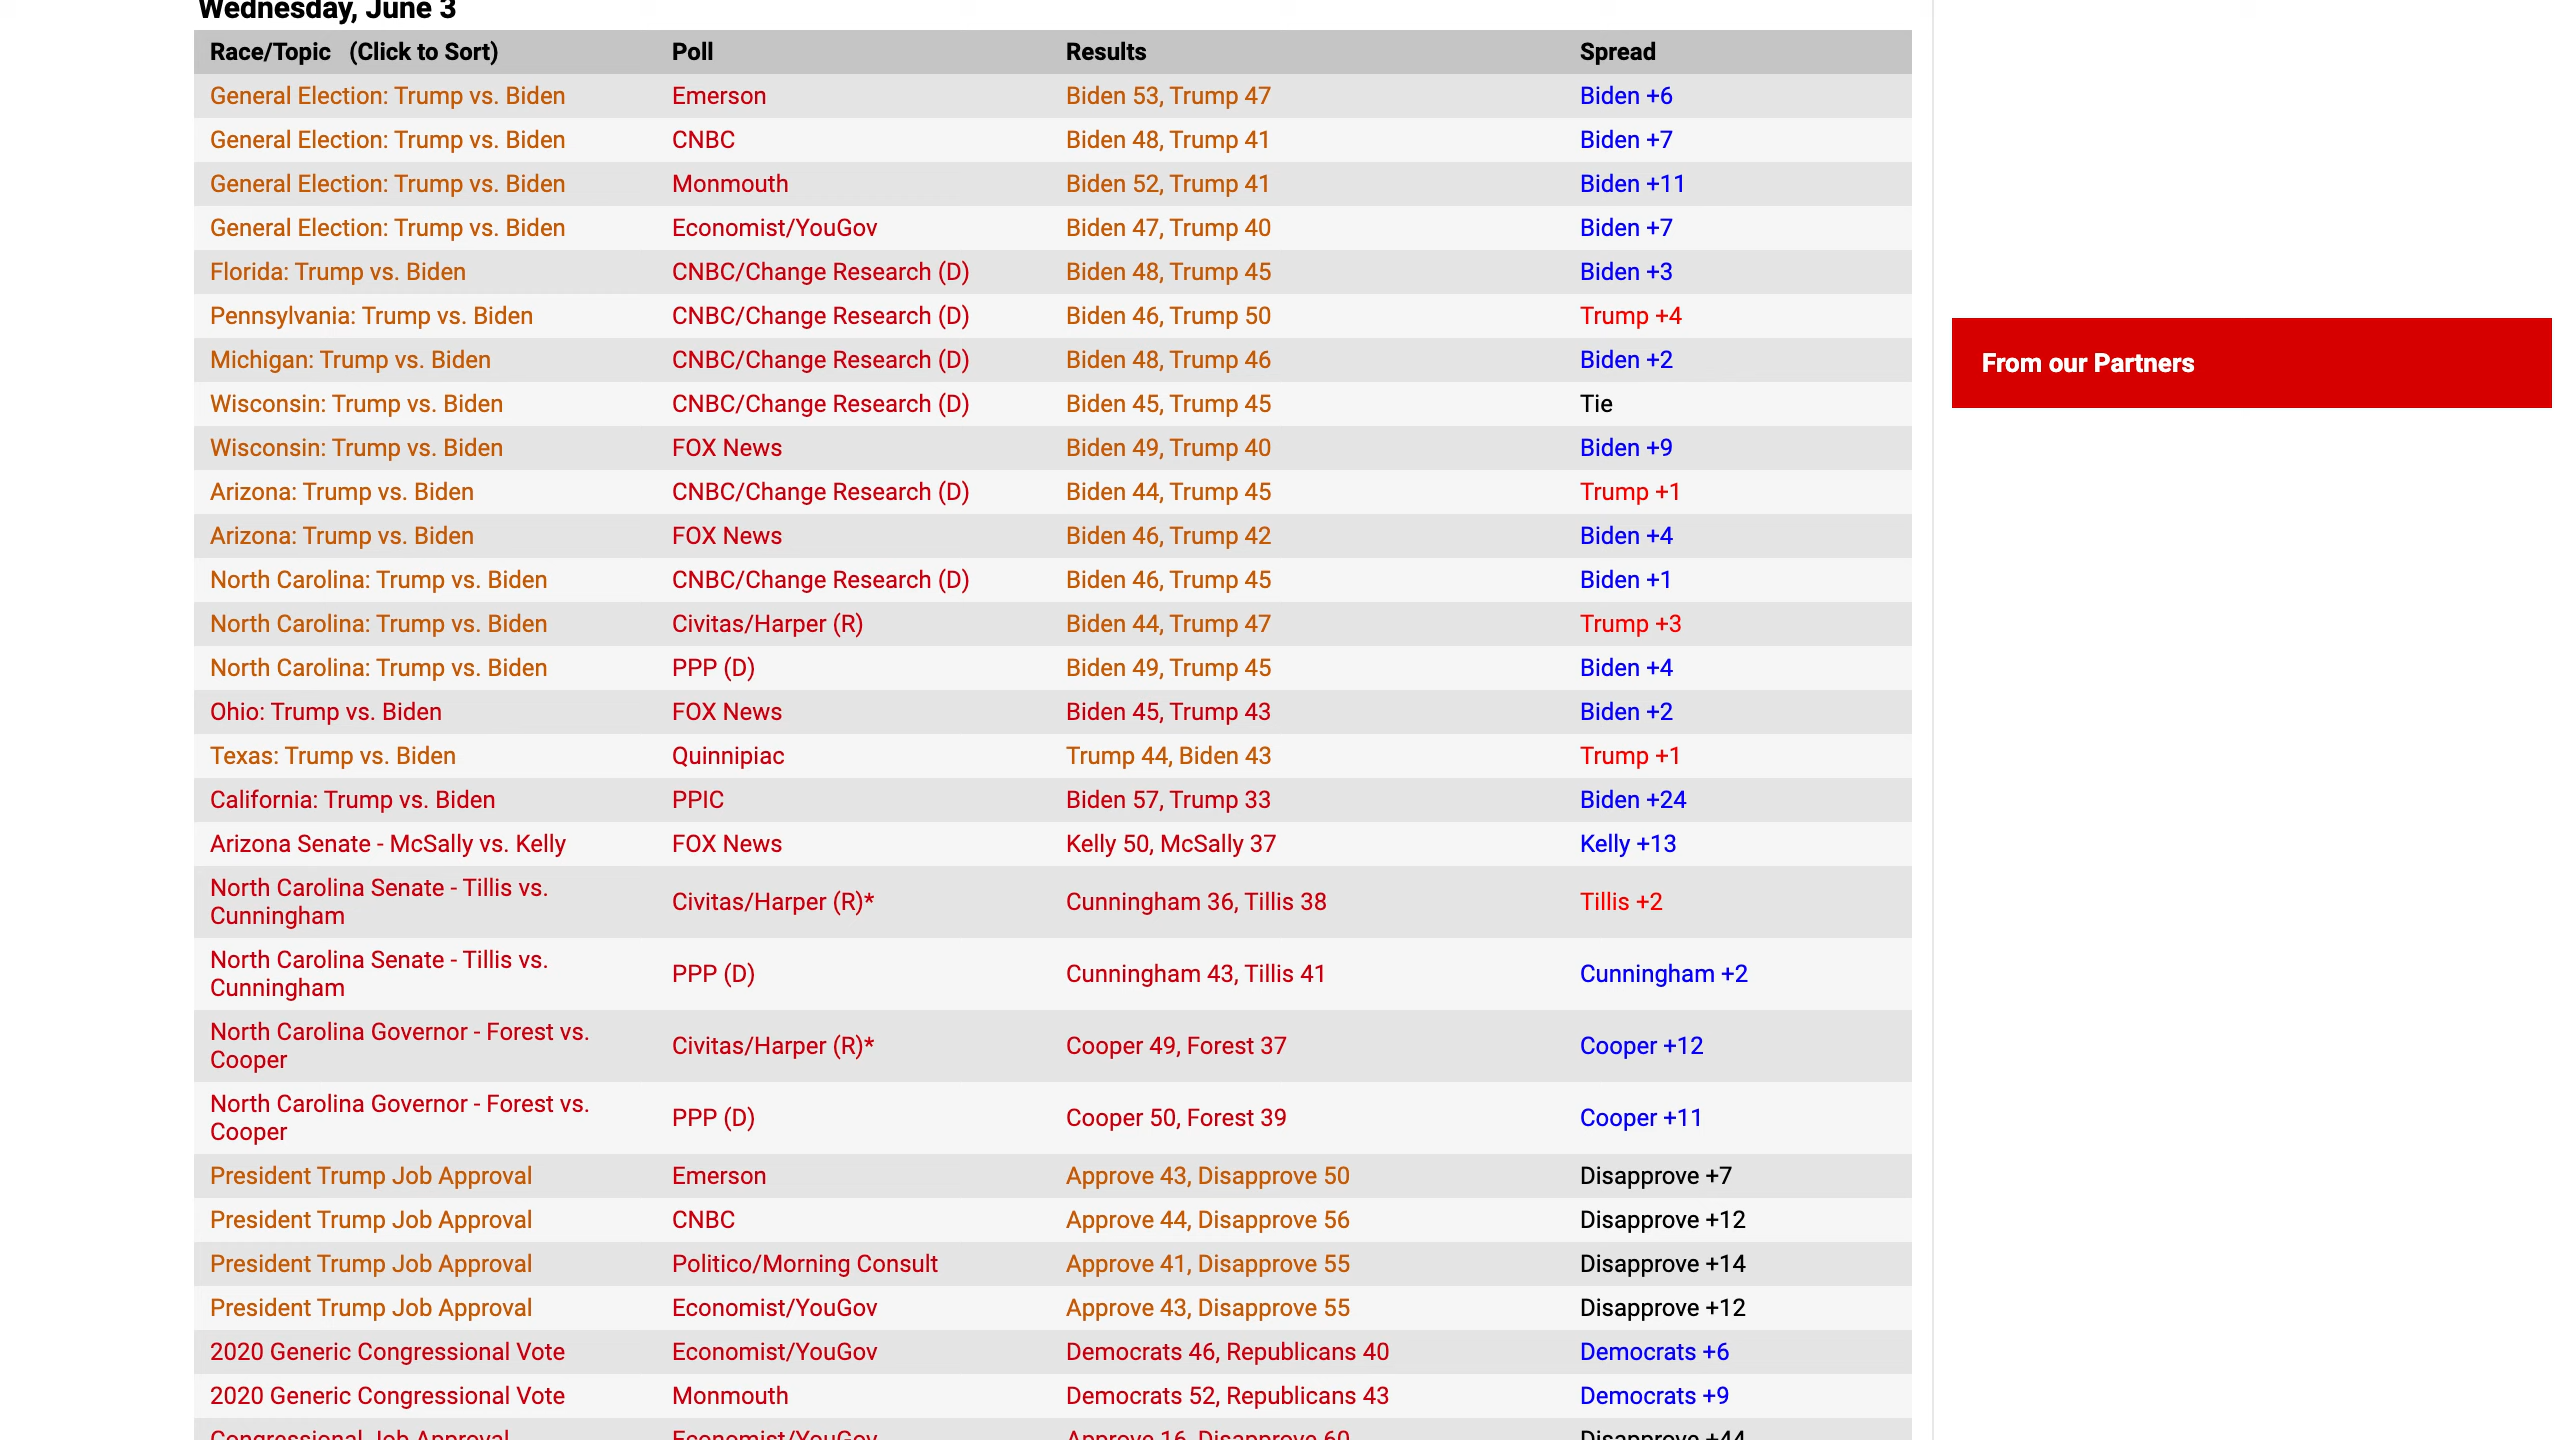 Wednesday, June 3
Race/Topic (Click to Sort) Poll Results Spread
General Election: Trump vs. Biden Emerson Biden 53, Trump 47 Biden +6
General Election: Trump vs. Biden CNBC Biden 48, Trump 41 Biden +7
General Election: Trump vs. Biden Monmouth Biden 52, Trump 41 Biden +11
General Election: Trump vs. Biden Economist/YouGov Biden 47, Trump 40 Biden +7
Florida: Trump vs. Biden CNBC/Change Research (D) Biden 48, Trump 45 Biden +3
Pennsylvania: Trump vs. Biden CNBC/Change Research (D) Biden 46, Trump 50 Trump +4
From our Partners
Michigan: Trump vs. Biden CNBC/Change Research (D) Biden 48, Trump 46 Biden +2
Wisconsin: Trump vs. Biden CNBC/Change Research (D) Biden 45, Trump 45 Tie
Wisconsin: Trump vs. Biden FOX News Biden 49, Trump 40 Biden +9
Arizona: Trump vs. Biden CNBC/Change Research (D) Biden 44, Trump 45 Trump +1
Arizona: Trump vs. Biden FOX News Biden 46, Trump 42 Biden +4
North Carolina: Trump vs. Biden CNBC/Change Research (D) Biden 46, Trump 45 Biden +1
North Carolina: Trump vs. Biden Civitas/Harper (R) Biden 44, Trump 47 Trump +3
North Carolina: Trump vs. Biden PPP (D) Biden 49, Trump 45 Biden +4
Ohio: Trump vs. Biden FOX News Biden 45, Trump 43 Biden +2
Texas: Trump vs. Biden Quinnipiac Trump 44, Biden 43 Trump +1
California: Trump vs. Biden PPIC Biden 57, Trump 33 Biden +24
Arizona Senate - McSally vs. Kelly FOX News Kelly 50, McSally 37 Kelly +13
North Carolina Senate - Tillis vs.
Cunningham Civitas/Harper (R)* Cunningham 36, Tillis 38 Tillis +2
North Carolina Senate - Tillis vs.
Cunningham PPP (D) Cunningham 43, Tillis 41 Cunningham +2
North Carolina Governor - Forest vs.
Cooper Civitas/Harper (R)* Cooper 49, Forest 37 Cooper +12
North Carolina Governor - Forest vs.
Cooper PPP (D) Cooper 50, Forest 39 Cooper +11
President Trump Job Approval Emerson Approve 43, Disapprove 50 Disapprove +7
President Trump Job Approval CNBC Approve 44, Disapprove 56 Disapprove +12
President Trump Job Approval Politico/Morning Consult Approve 41, Disapprove 55 Disapprove +14
President Trump Job Approval Economist/YouGov Approve 43, Disapprove 55 Disapprove +12
2020 Generic Congressional Vote Economist/YouGov Democrats 46, Republicans 40 Democrats +6
2020 Generic Congressional Vote Monmouth Democrats 52, Republicans 43 Democrats +9
Congressional Job Approval Economist/YouGov Approve 16, Disapprove 60 Disapprove +44